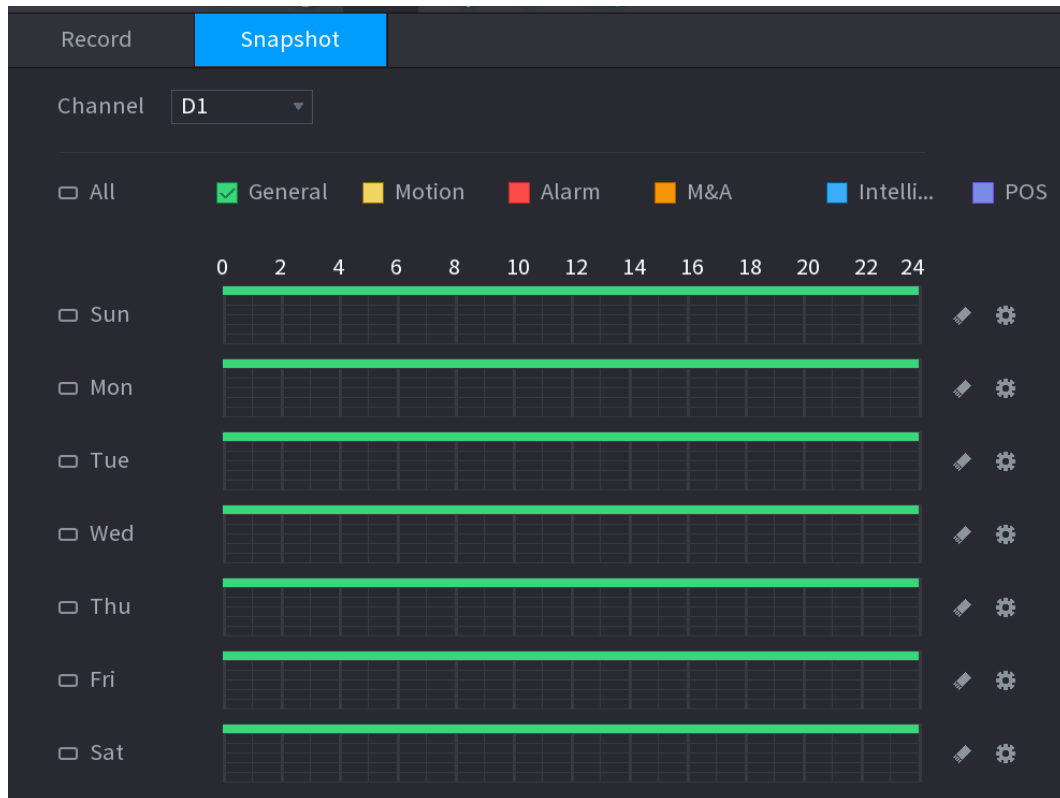 Record Snapshot
Channel D1
All General Motion Alarm M&A Intelli... POS
0 2 4 6 8 10 12 14 16 18 20 22 24
Sun
Mon
Tue
Wed
Thu
Fri
Sat